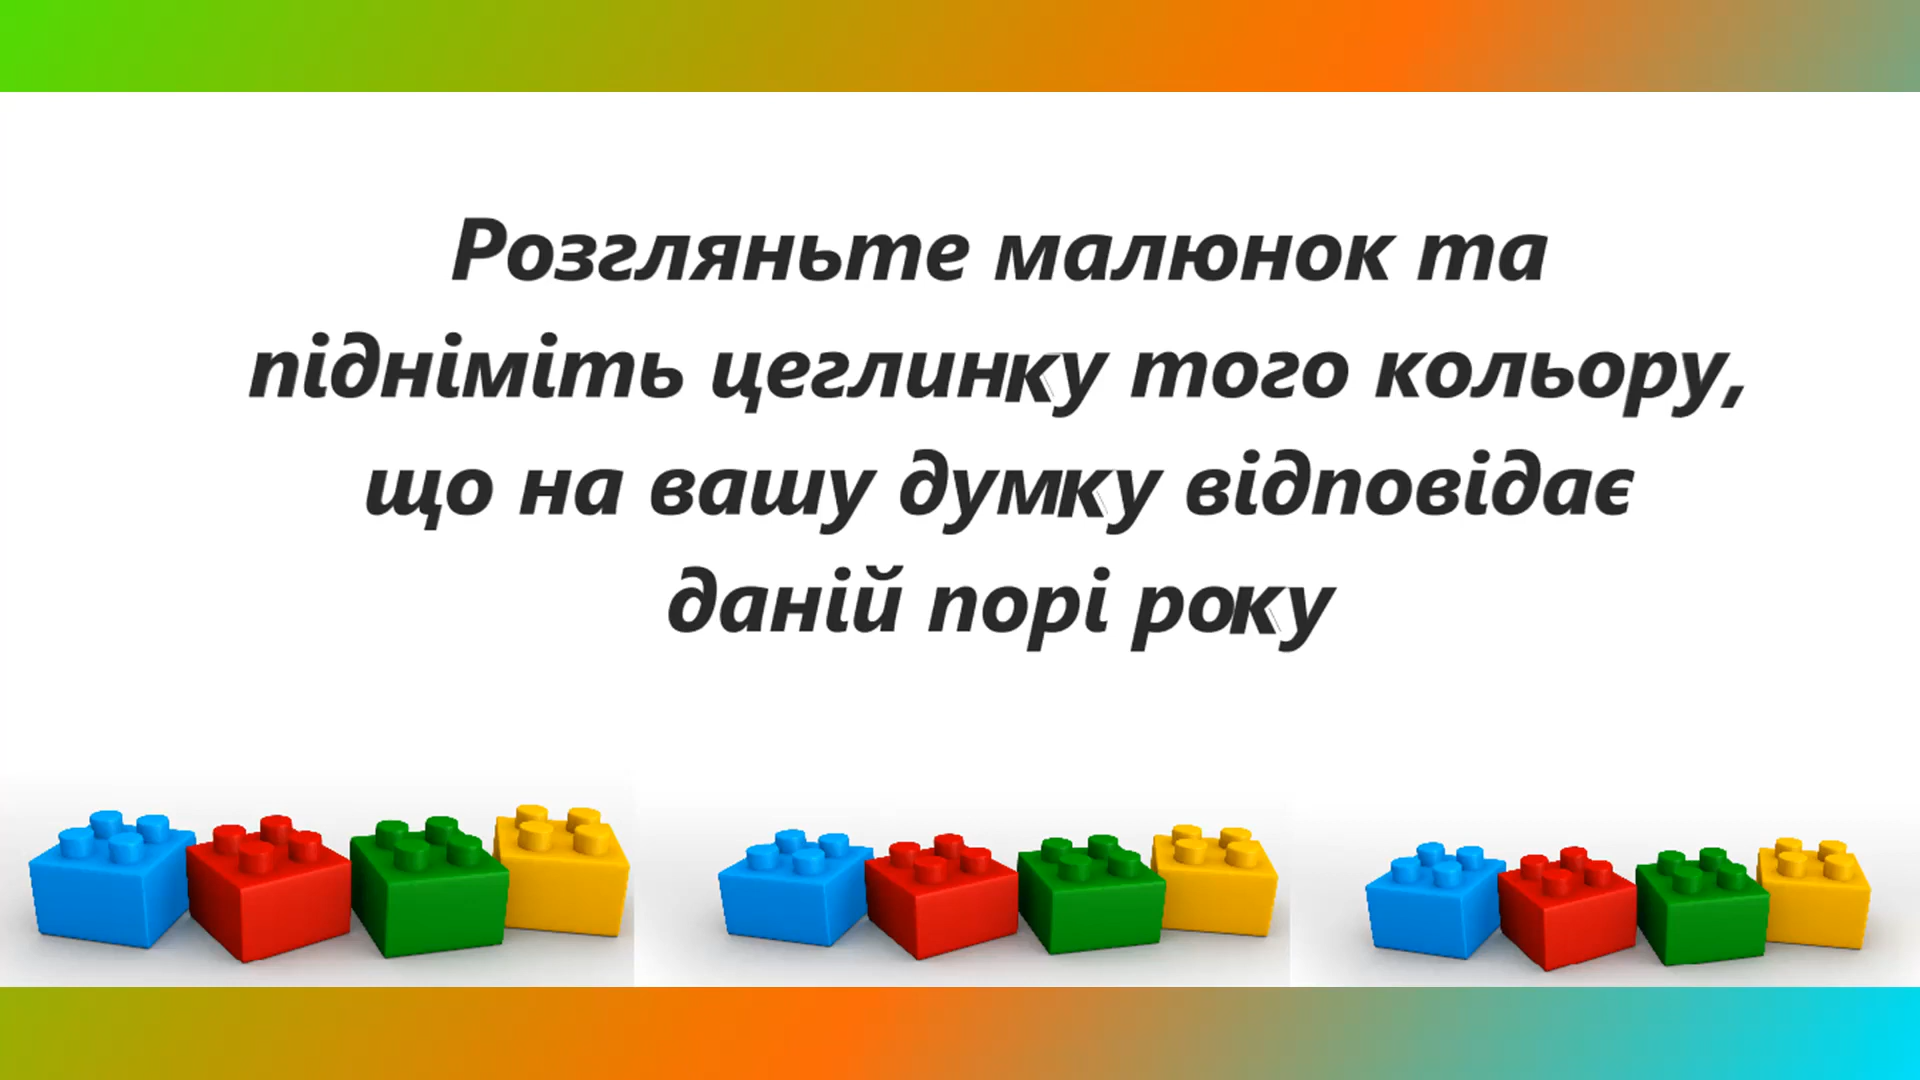 Розгляньте малюнок та
підніміть цеглинку того кольору,
що на вашу думку відповідає
даній порі року